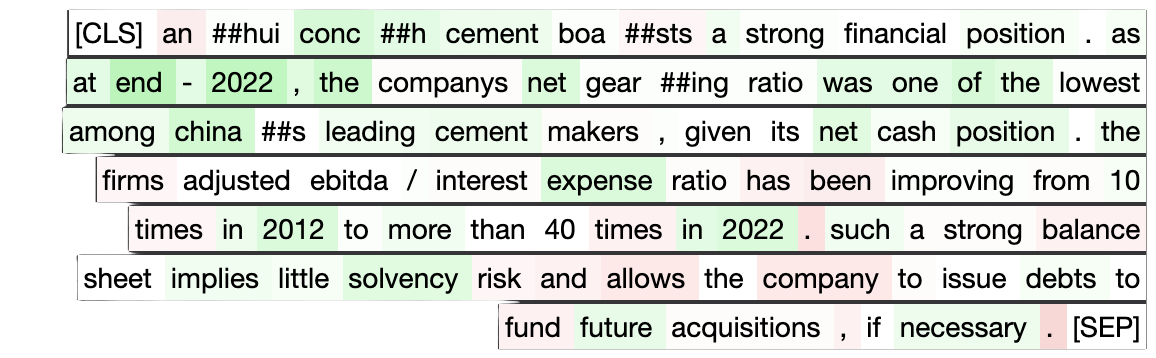 [CLS] an ##hui conc ##h cement boa ##sts a strong financial position . as
at end - 2022 , the companys net gear ##ing ratio was one of the lowest
among china ##s leading cement makers , given its net cash position . the
firms adjusted ebitda / interest expense ratio has been improving from 10
times in 2012 to more than 40 times in 2022 . such a strong balance
sheet implies little solvency risk and allows the company to issue debts to
fund future acquisitions , if necessary . [SEP]